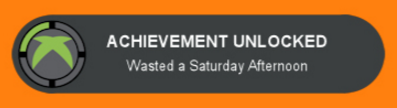 ACHIEVEMENT UNLOCKED
Wasted a Saturday Afternoon